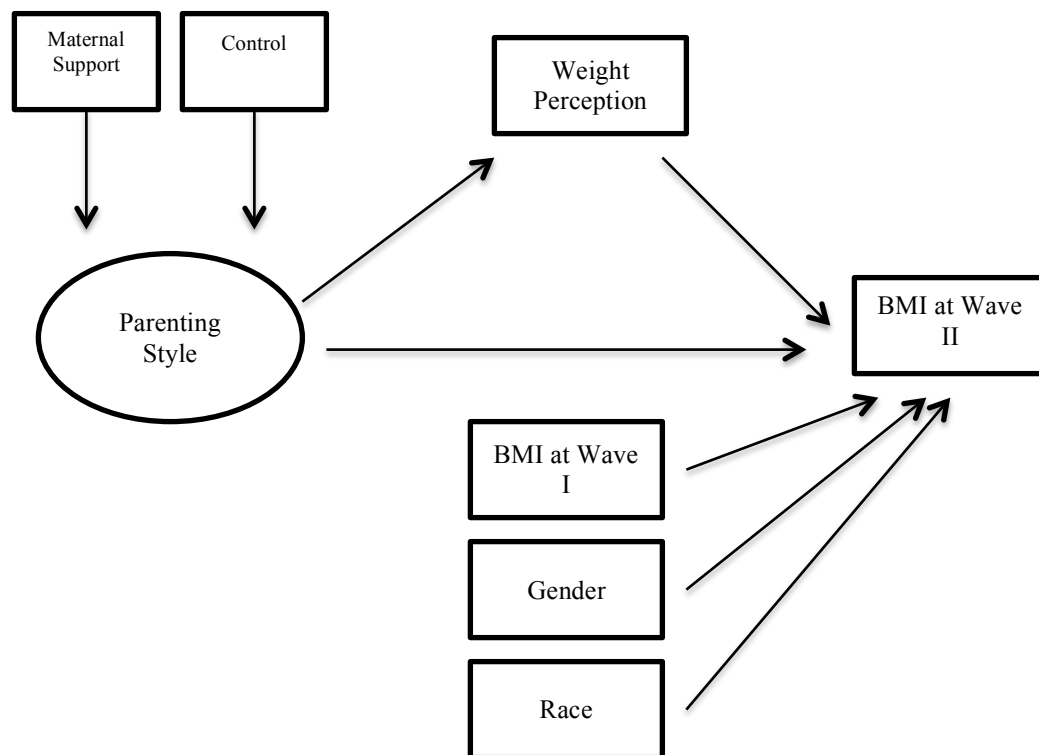 Maternal
Support
Control
Weight
Perception
Parenting
Style
BMI at Wave
II
BMI at Wave
I
Gender
Race